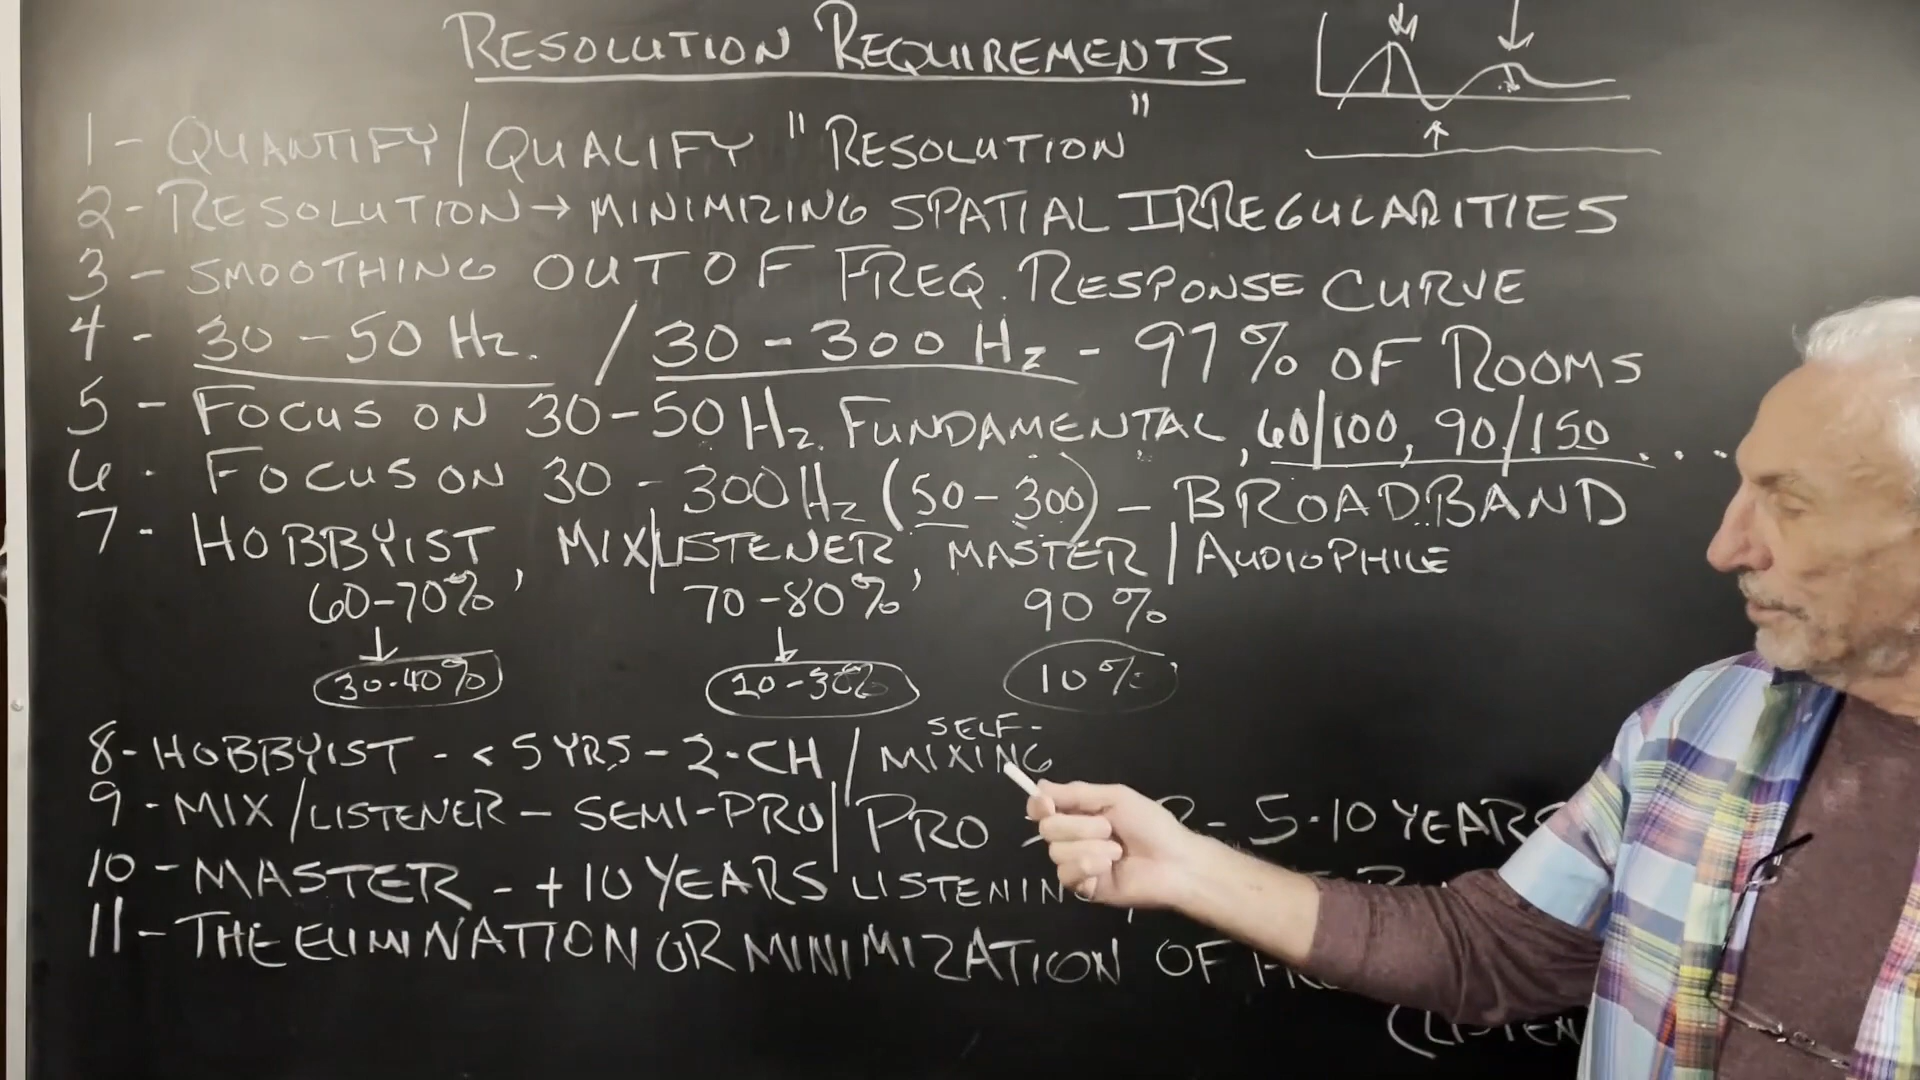 RESOLUTION REQUIREMENTS
1 - QUANTIFY/QUALIFY "RESOLUTION"
2 - RESOLUTION → MINIMIZING SPATIAL IRREGULARITIES
3 - SMOOTHING OUT OF FREQ. RESPONSE CURVE
4 - 30 - 50 Hz. / 30 - 300 Hz - 97% OF ROOMS
5 - FOCUS ON 30-50 Hz. FUNDAMENTAL, 60/100, 90/150 ....
6 - FOCUS ON 30 - 300 Hz (50 - 300) - BROADBAND
7 - HOBBYIST, MIX/LISTENER, MASTER / AUDIOPHILE
60-70% 70-80% 90%
30-40% 20-30% 10%
SELF-
8 - HOBBYIST - < 5 YRS - 2-CH / MIXING
9 - MIX/LISTENER - SEMI-PRO/PRO - 5-10 YEARS
10 - MASTER - +10 YEARS LISTENING
11 - THE ELIMINATION OR MINIMIZATION OF